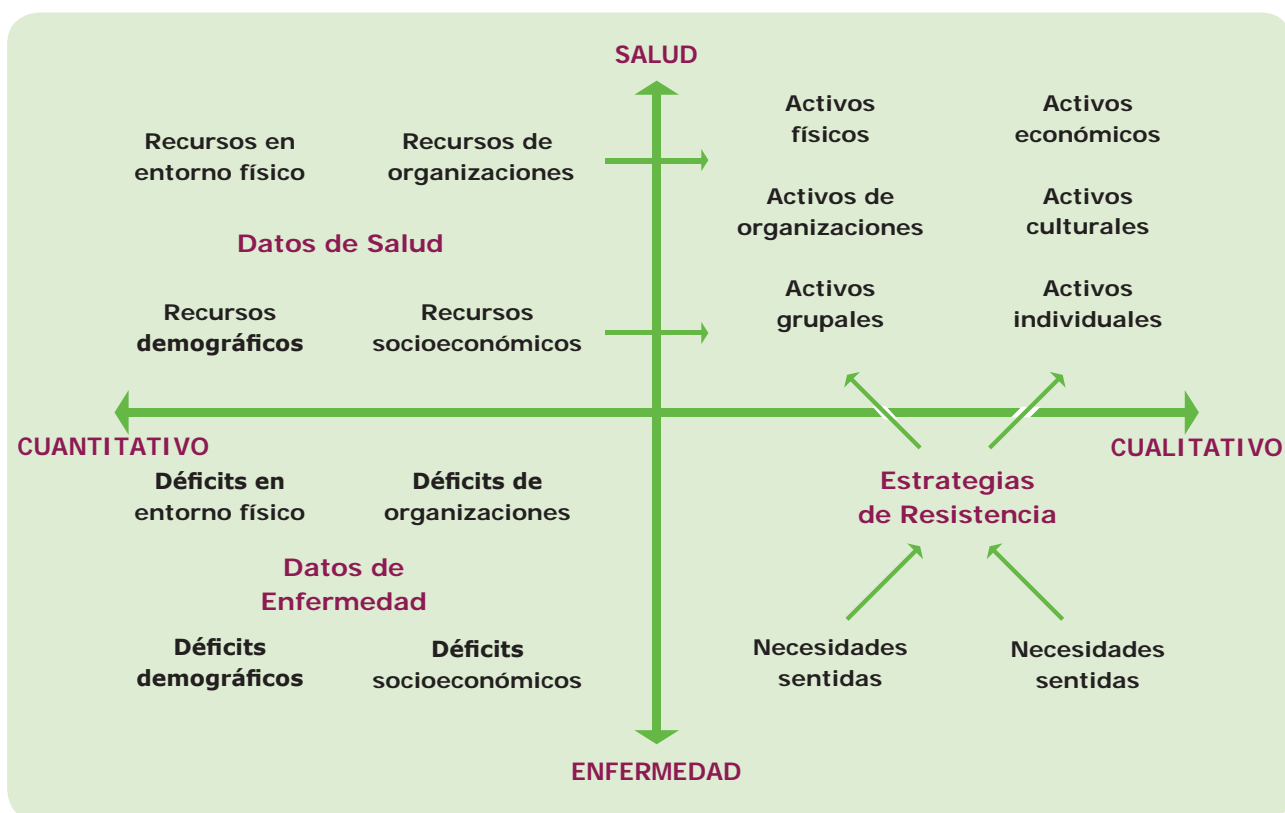 SALUD
Recursos en
entorno físico
Recursos de
organizaciones
Activos
físicos
Activos
económicos
Datos de Salud
Activos de
organizaciones
Activos
culturales
Recursos
demográficos
Recursos
socioeconómicos
Activos
grupales
Activos
individuales
CUANTITATIVO
CUALITATIVO
Déficits en
entorno físico
Déficits de
organizaciones
Estrategias
de Resistencia
Datos de
Enfermedad
Déficits
demográficos
Déficits
socioeconómicos
Necesidades
sentidas
Necesidades
sentidas
ENFERMEDAD